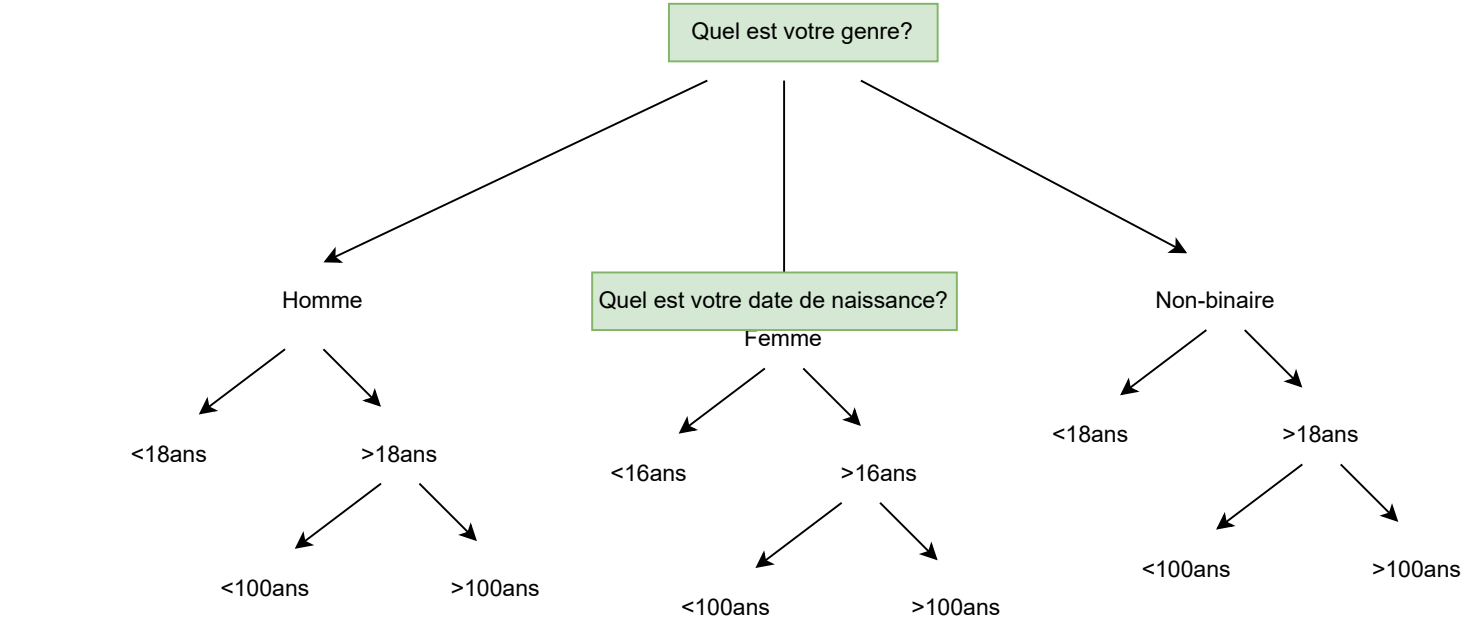 Quel est votre genre?
Homme
Quel est votre date de naissance?
Non-binaire
Femme
<18ans
>18ans
<16ans
>16ans
<18ans
>18ans
<100ans
>100ans
<100ans
>100ans
<100ans
>100ans